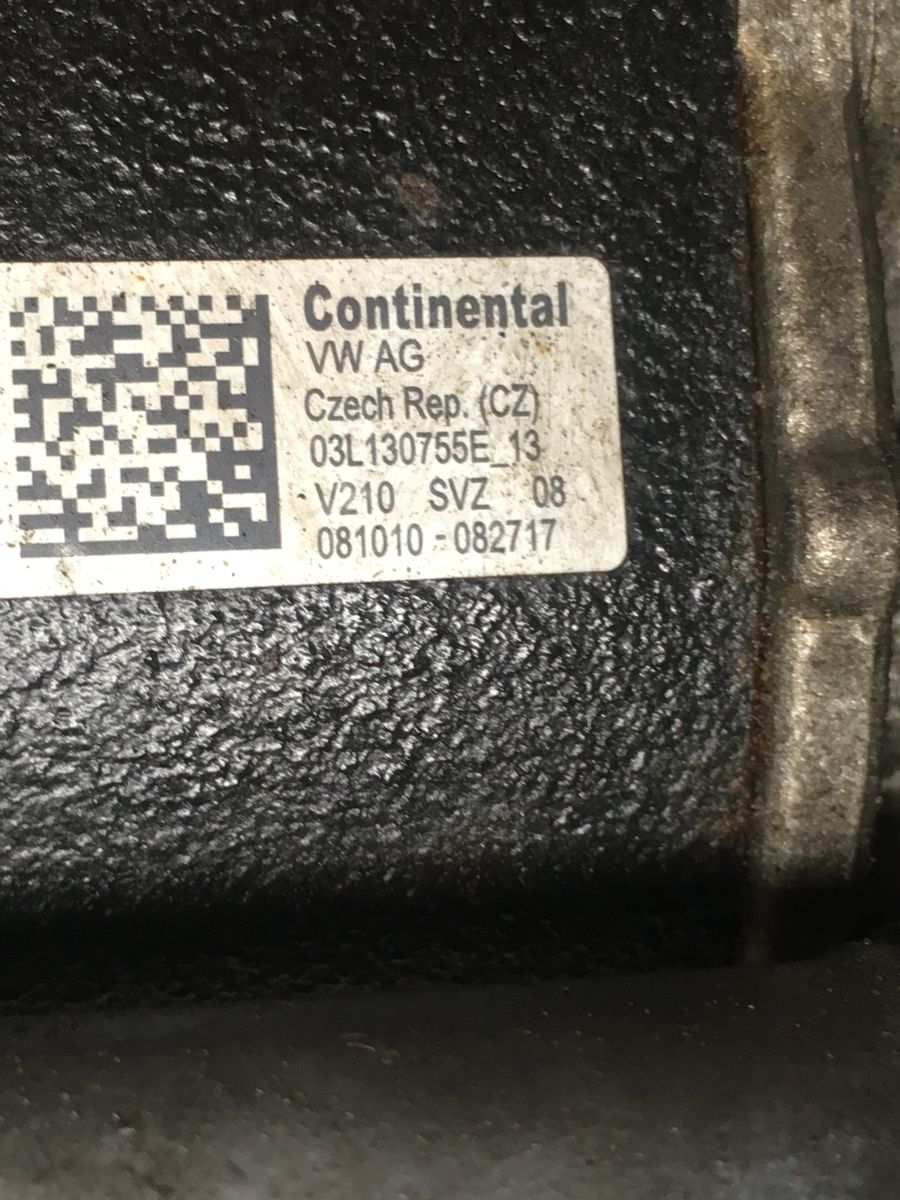 Continental
VW AG
Czech Rep. (CZ)
03L130755E_13
V210 SVZ 08
081010-082717